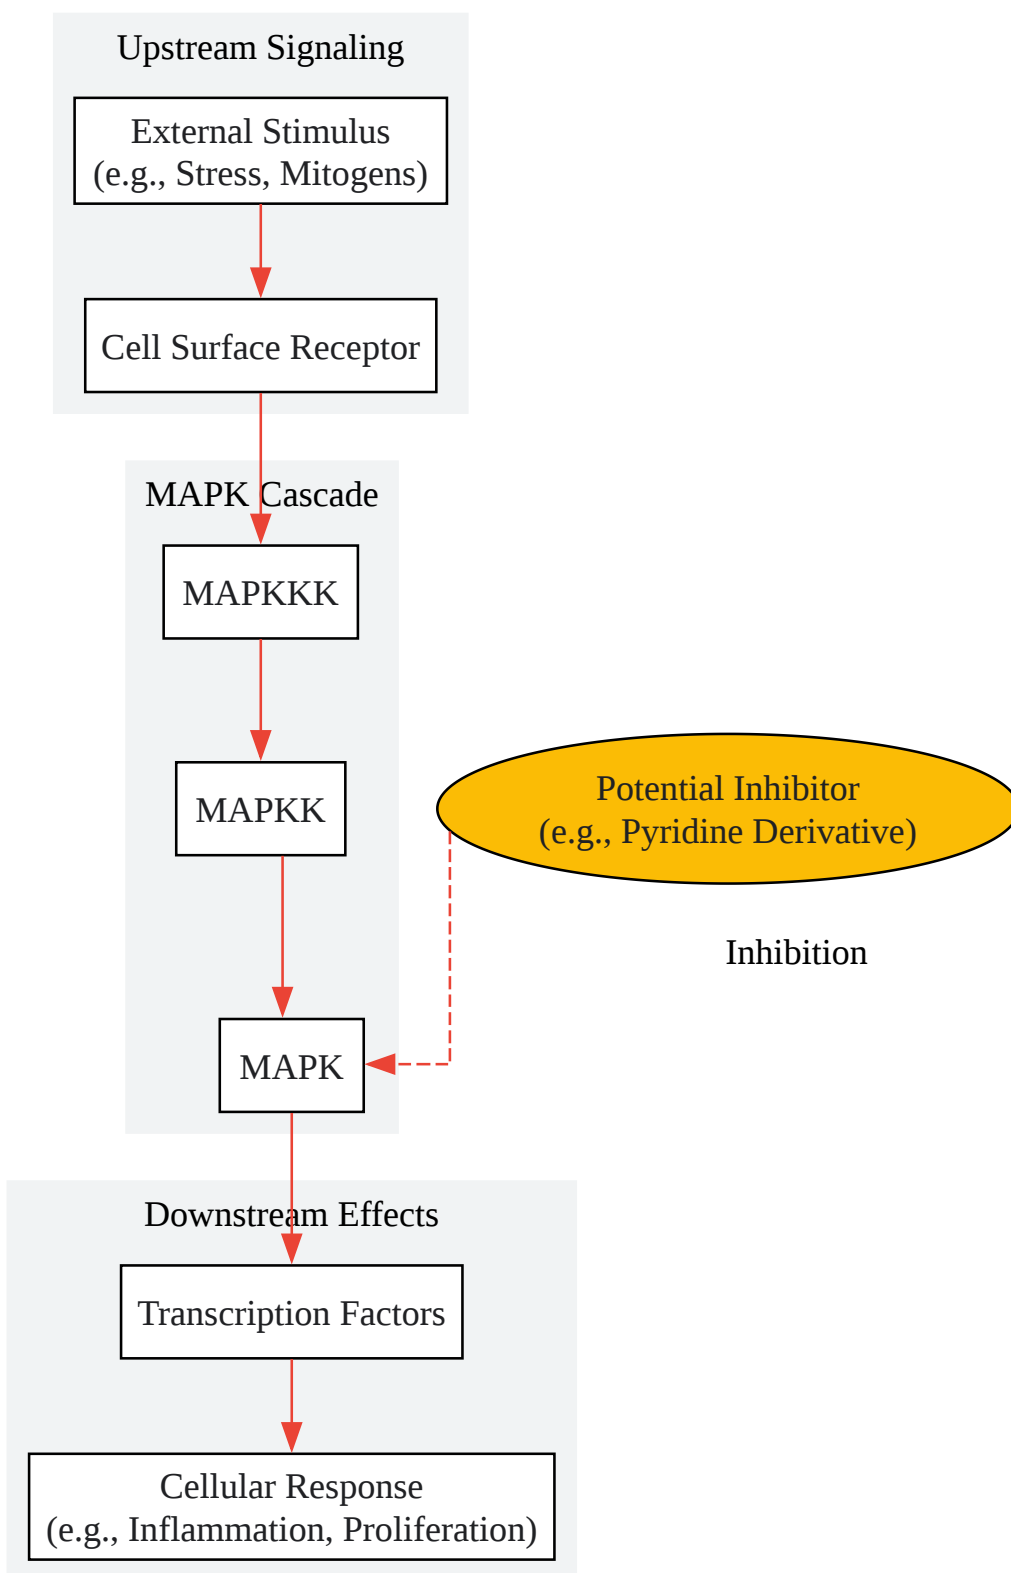 Upstream Signaling
External Stimulus
(e.g., Stress, Mitogens)
Cell Surface Receptor
MAPK Cascade
MAPKKK
MAPKK
Potential Inhibitor
(e.g., Pyridine Derivative)
Inhibition
MAPK
Downstream Effects
Transcription Factors
Cellular Response
(e.g., Inflammation, Proliferation)